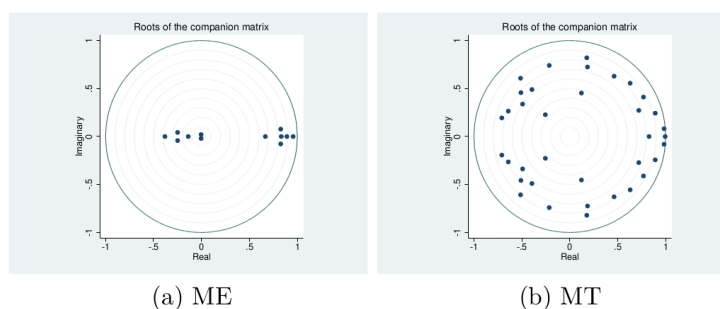 Roots of the companion matrix
1
.5
0
-.5
-1
Imaginary
-1 -.5 0 .5 1
Real
(a) ME
Roots of the companion matrix
1
.5
0
-.5
-1
Imaginary
-1 -.5 0 .5 1
Real
(b) MT